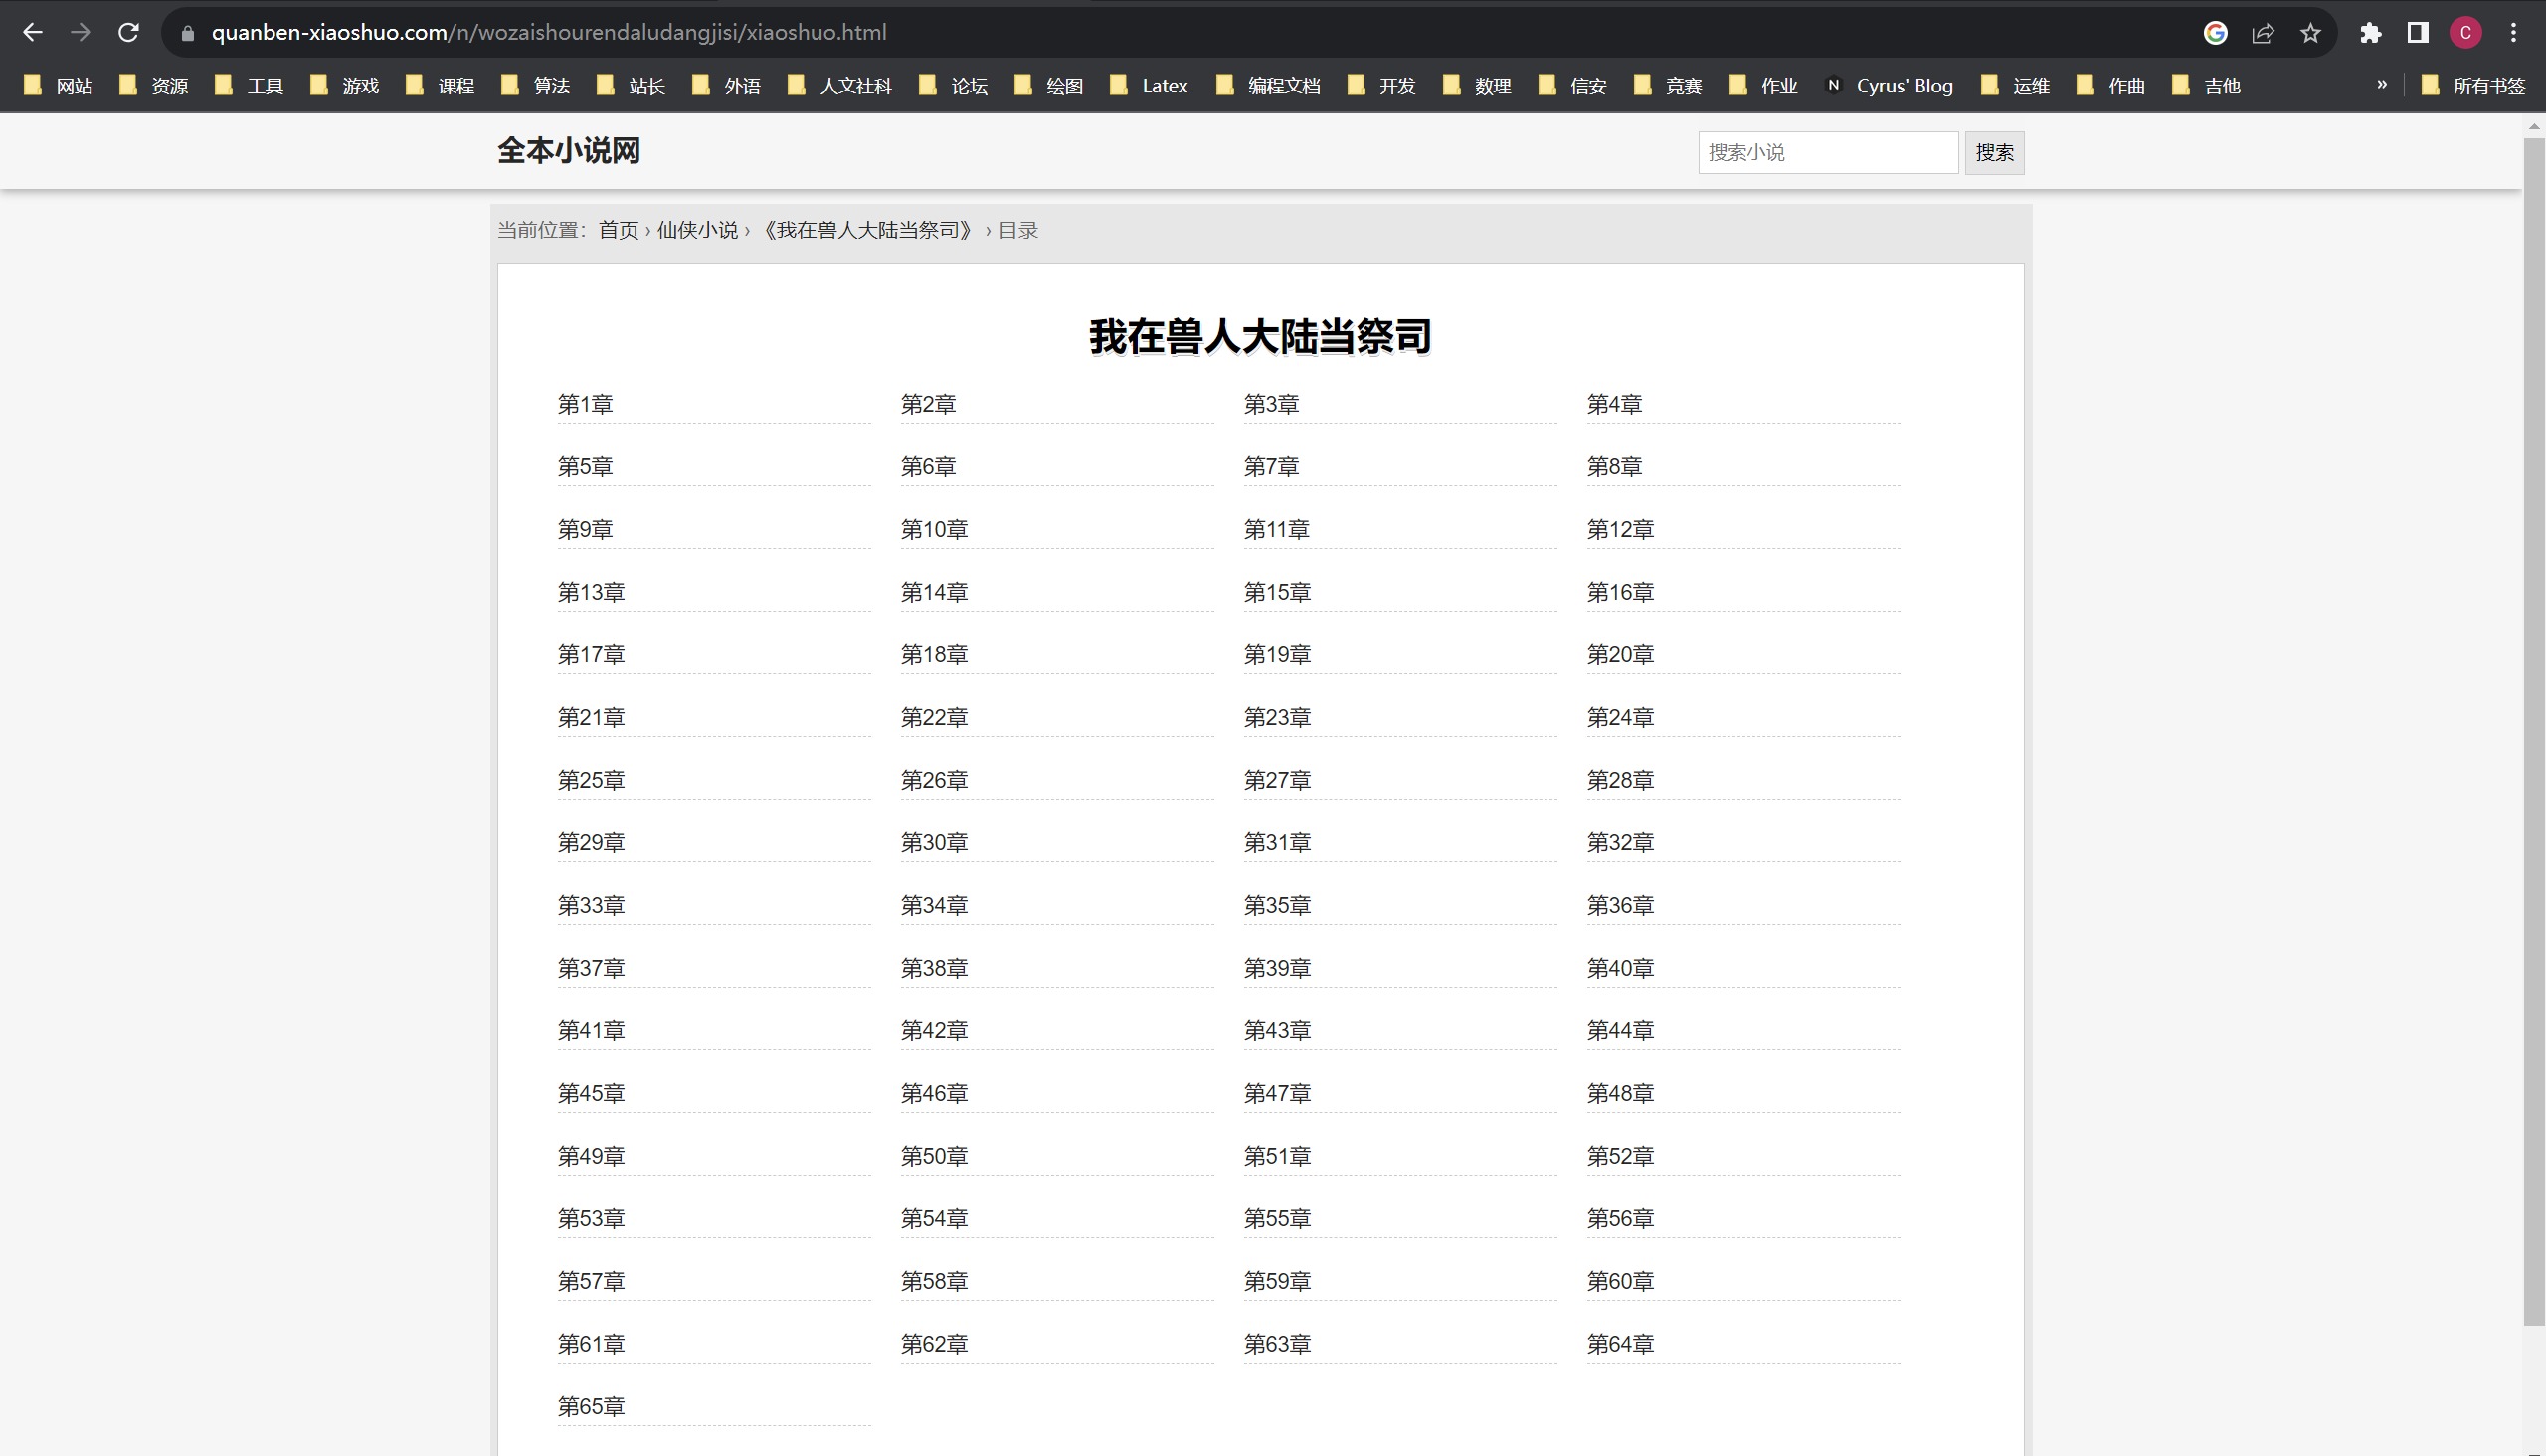 quanben-xiaoshuo.com/n/wozaishourendaludangjisi/xiaoshuo.html C
网站 资源 工具 游戏 课程 算法 站长 外语 人文社科 论坛 绘图 Latex 编程文档 开发 数理 信安 竞赛 作业 N Cyrus' Blog 运维 作曲 吉他 » 所有书签
全本小说网 搜索小说 搜索
当前位置：首页 › 仙侠小说 › 《我在兽人大陆当祭司》 › 目录
我在兽人大陆当祭司
第1章 第2章 第3章 第4章
第5章 第6章 第7章 第8章
第9章 第10章 第11章 第12章
第13章 第14章 第15章 第16章
第17章 第18章 第19章 第20章
第21章 第22章 第23章 第24章
第25章 第26章 第27章 第28章
第29章 第30章 第31章 第32章
第33章 第34章 第35章 第36章
第37章 第38章 第39章 第40章
第41章 第42章 第43章 第44章
第45章 第46章 第47章 第48章
第49章 第50章 第51章 第52章
第53章 第54章 第55章 第56章
第57章 第58章 第59章 第60章
第61章 第62章 第63章 第64章
第65章